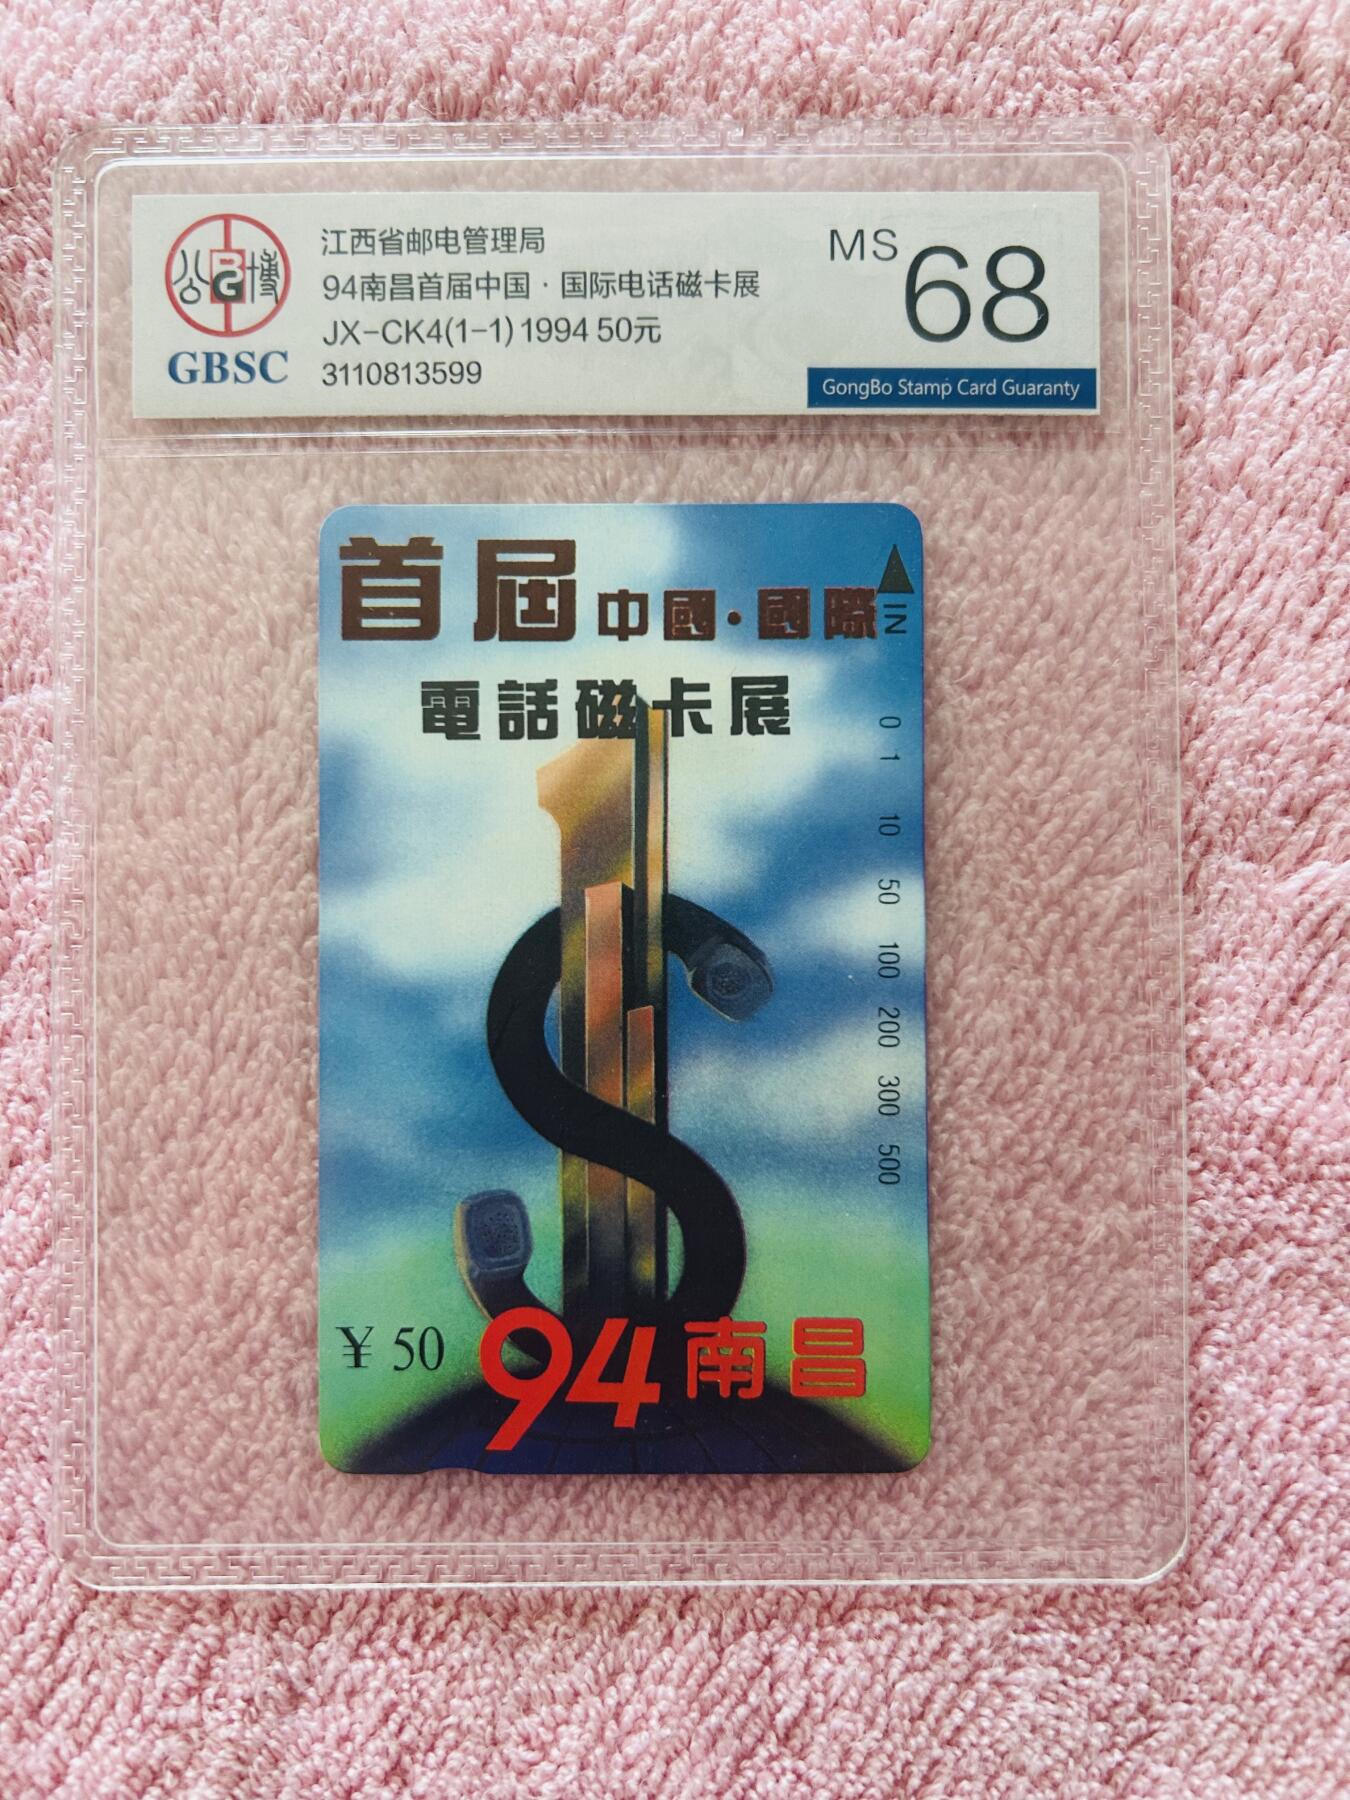 公博
BG
GBSC
江西省邮电管理局
94南昌首届中国·国际电话磁卡展
JX-CK4(1-1) 1994 50元
3110813599
MS 68
GongBo Stamp Card Guaranty
首屆中國·國際
電話磁卡展
IN
0
1
10
50
100
200
300
500
¥ 50
94南昌